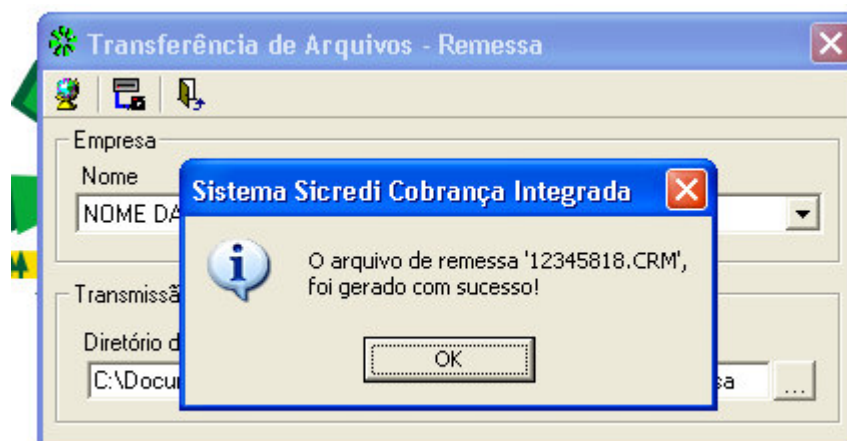 Transferência de Arquivos - Remessa
Empresa
Nome
NOME DA
Sistema Sicredi Cobrança Integrada
O arquivo de remessa '12345818.CRM',
foi gerado com sucesso!
OK
Transmissã
Diretório d
C:\Docum
sa
...